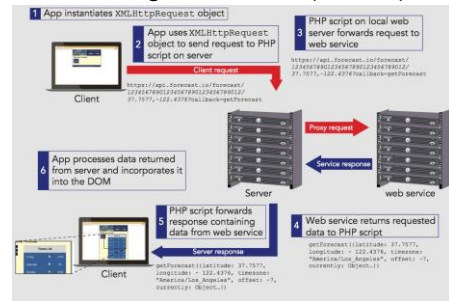 1 App instantiates XMLHttpRequest object
2 App uses XMLHttpRequest
object to send request to PHP
script on server
3 PHP script on local web
server forwards request to
web service
Client request
https://api.forecast.io/forecast/
12345678901234567890123456789012/
37.7577,-122.4376?callback=getForecast
https://api.forecast.io/forecast/
12345678901234567890123456789012/
37.7577,-122.4376?callback=getForecast
Client
Proxy request
Service response
6 App processes data returned
from server and incorporates it
into the DOM
Server
web service
5 PHP script forwards
response containing
data from web service
4 Web service returns requested
data to PHP script
Server response
Client
getForecast({latitude: 37.7577,
longitude: - 122.4376, timezone:
"America/Los_Angeles", offset: -7,
currently: Object…})
getForecast({latitude: 37.7577,
longitude: - 122.4376, timezone:
"America/Los_Angeles", offset: -7,
currently: Object…})